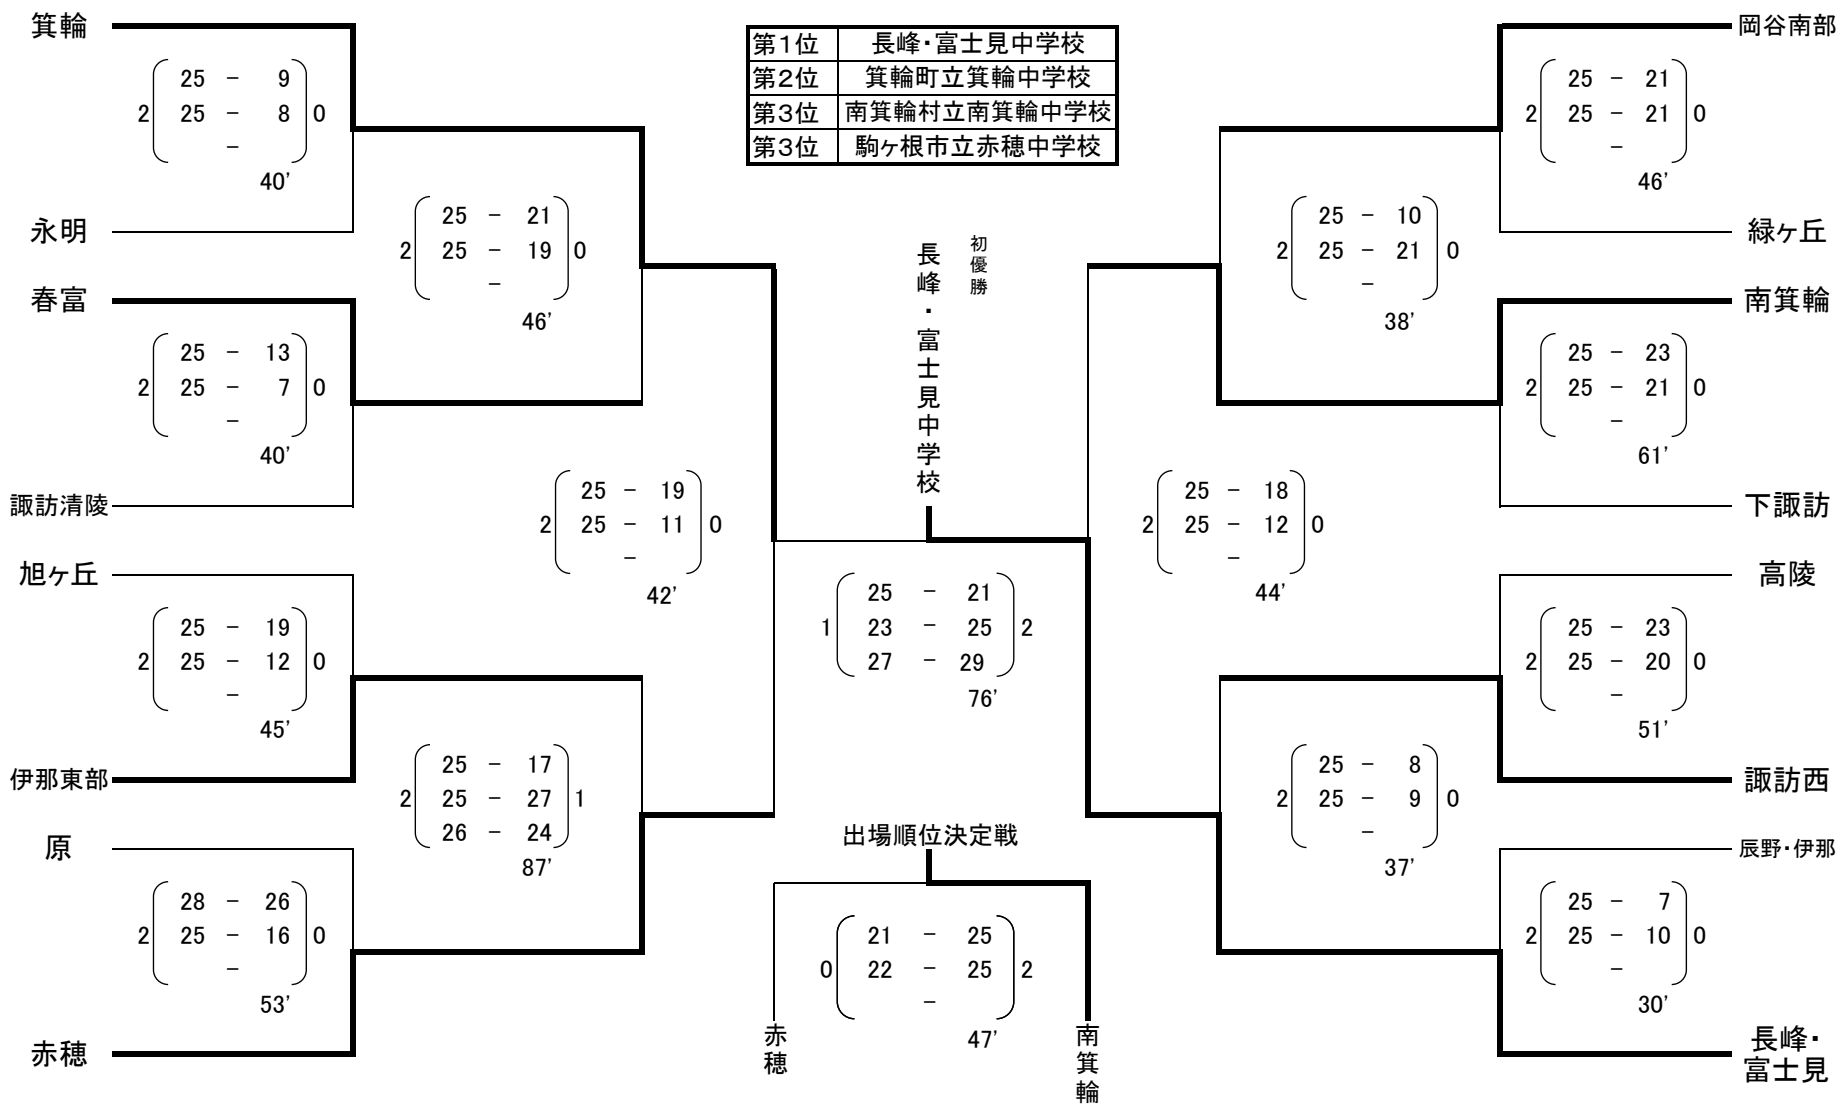 箕輪
25 - 9
2 25 - 8 0
-
40'
永明
春富
25 - 13
2 25 - 7 0
-
40'
諏訪清陵
旭ヶ丘
25 - 19
2 25 - 12 0
-
45'
伊那東部
原
28 - 26
2 25 - 16 0
-
53'
赤穂
25 - 21
2 25 - 19 0
-
46'
25 - 17
2 25 - 27 1
26 - 24
87'
25 - 19
2 25 - 11 0
-
42'
第1位 長峰・富士見中学校
第2位 箕輪町立箕輪中学校
第3位 南箕輪村立南箕輪中学校
第3位 駒ヶ根市立赤穂中学校
初優勝
長峰・富士見中学校
25 - 21
1 23 - 25 2
27 - 29
76'
出場順位決定戦
21 - 25
0 22 - 25 2
-
47'
赤穂
南箕輪
25 - 18
2 25 - 12 0
-
44'
25 - 10
2 25 - 21 0
-
38'
25 - 8
2 25 - 9 0
-
37'
岡谷南部
25 - 21
2 25 - 21 0
-
46'
緑ヶ丘
南箕輪
25 - 23
2 25 - 21 0
-
61'
下諏訪
高陵
25 - 23
2 25 - 20 0
-
51'
諏訪西
辰野・伊那
25 - 7
2 25 - 10 0
-
30'
長峰・
富士見